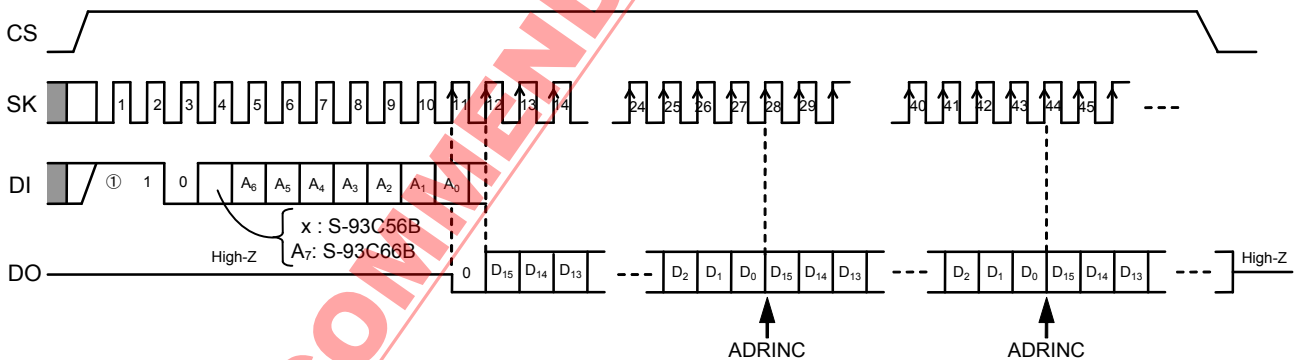 CS
SK 1 2 3 4 5 6 7 8 9 10 11 12 13 14 24 25 26 27 28 29 40 41 42 43 44 45
DI ① 1 0 A6 A5 A4 A3 A2 A1 A0
x : S-93C56B
A7: S-93C66B
High-Z
DO 0 D15 D14 D13 D2 D1 D0 D15 D14 D13 D2 D1 D0 D15 D14 D13 High-Z
ADRINC ADRINC